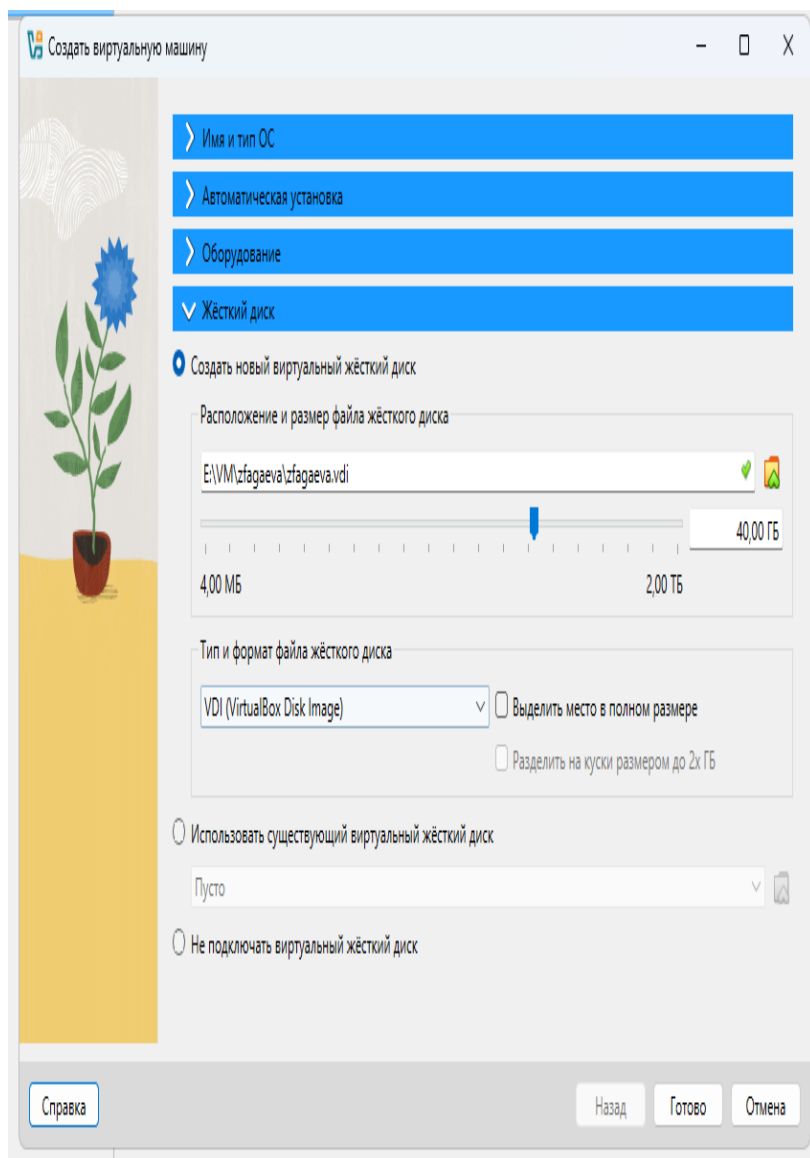 Создать виртуальную машину
Имя и тип ОС
Автоматическая установка
Оборудование
Жёсткий диск
Создать новый виртуальный жёсткий диск
Расположение и размер файла жёсткого диска
E:\VM\zfagaeva\zfagaeva.vdi
40,00 ГБ
4,00 МБ 2,00 ТБ
Тип и формат файла жёсткого диска
VDI (VirtualBox Disk Image) Выделить место в полном размере
Разделить на куски размером до 2х ГБ
Использовать существующий виртуальный жёсткий диск
Пусто
Не подключать виртуальный жёсткий диск
Справка Назад Готово Отмена